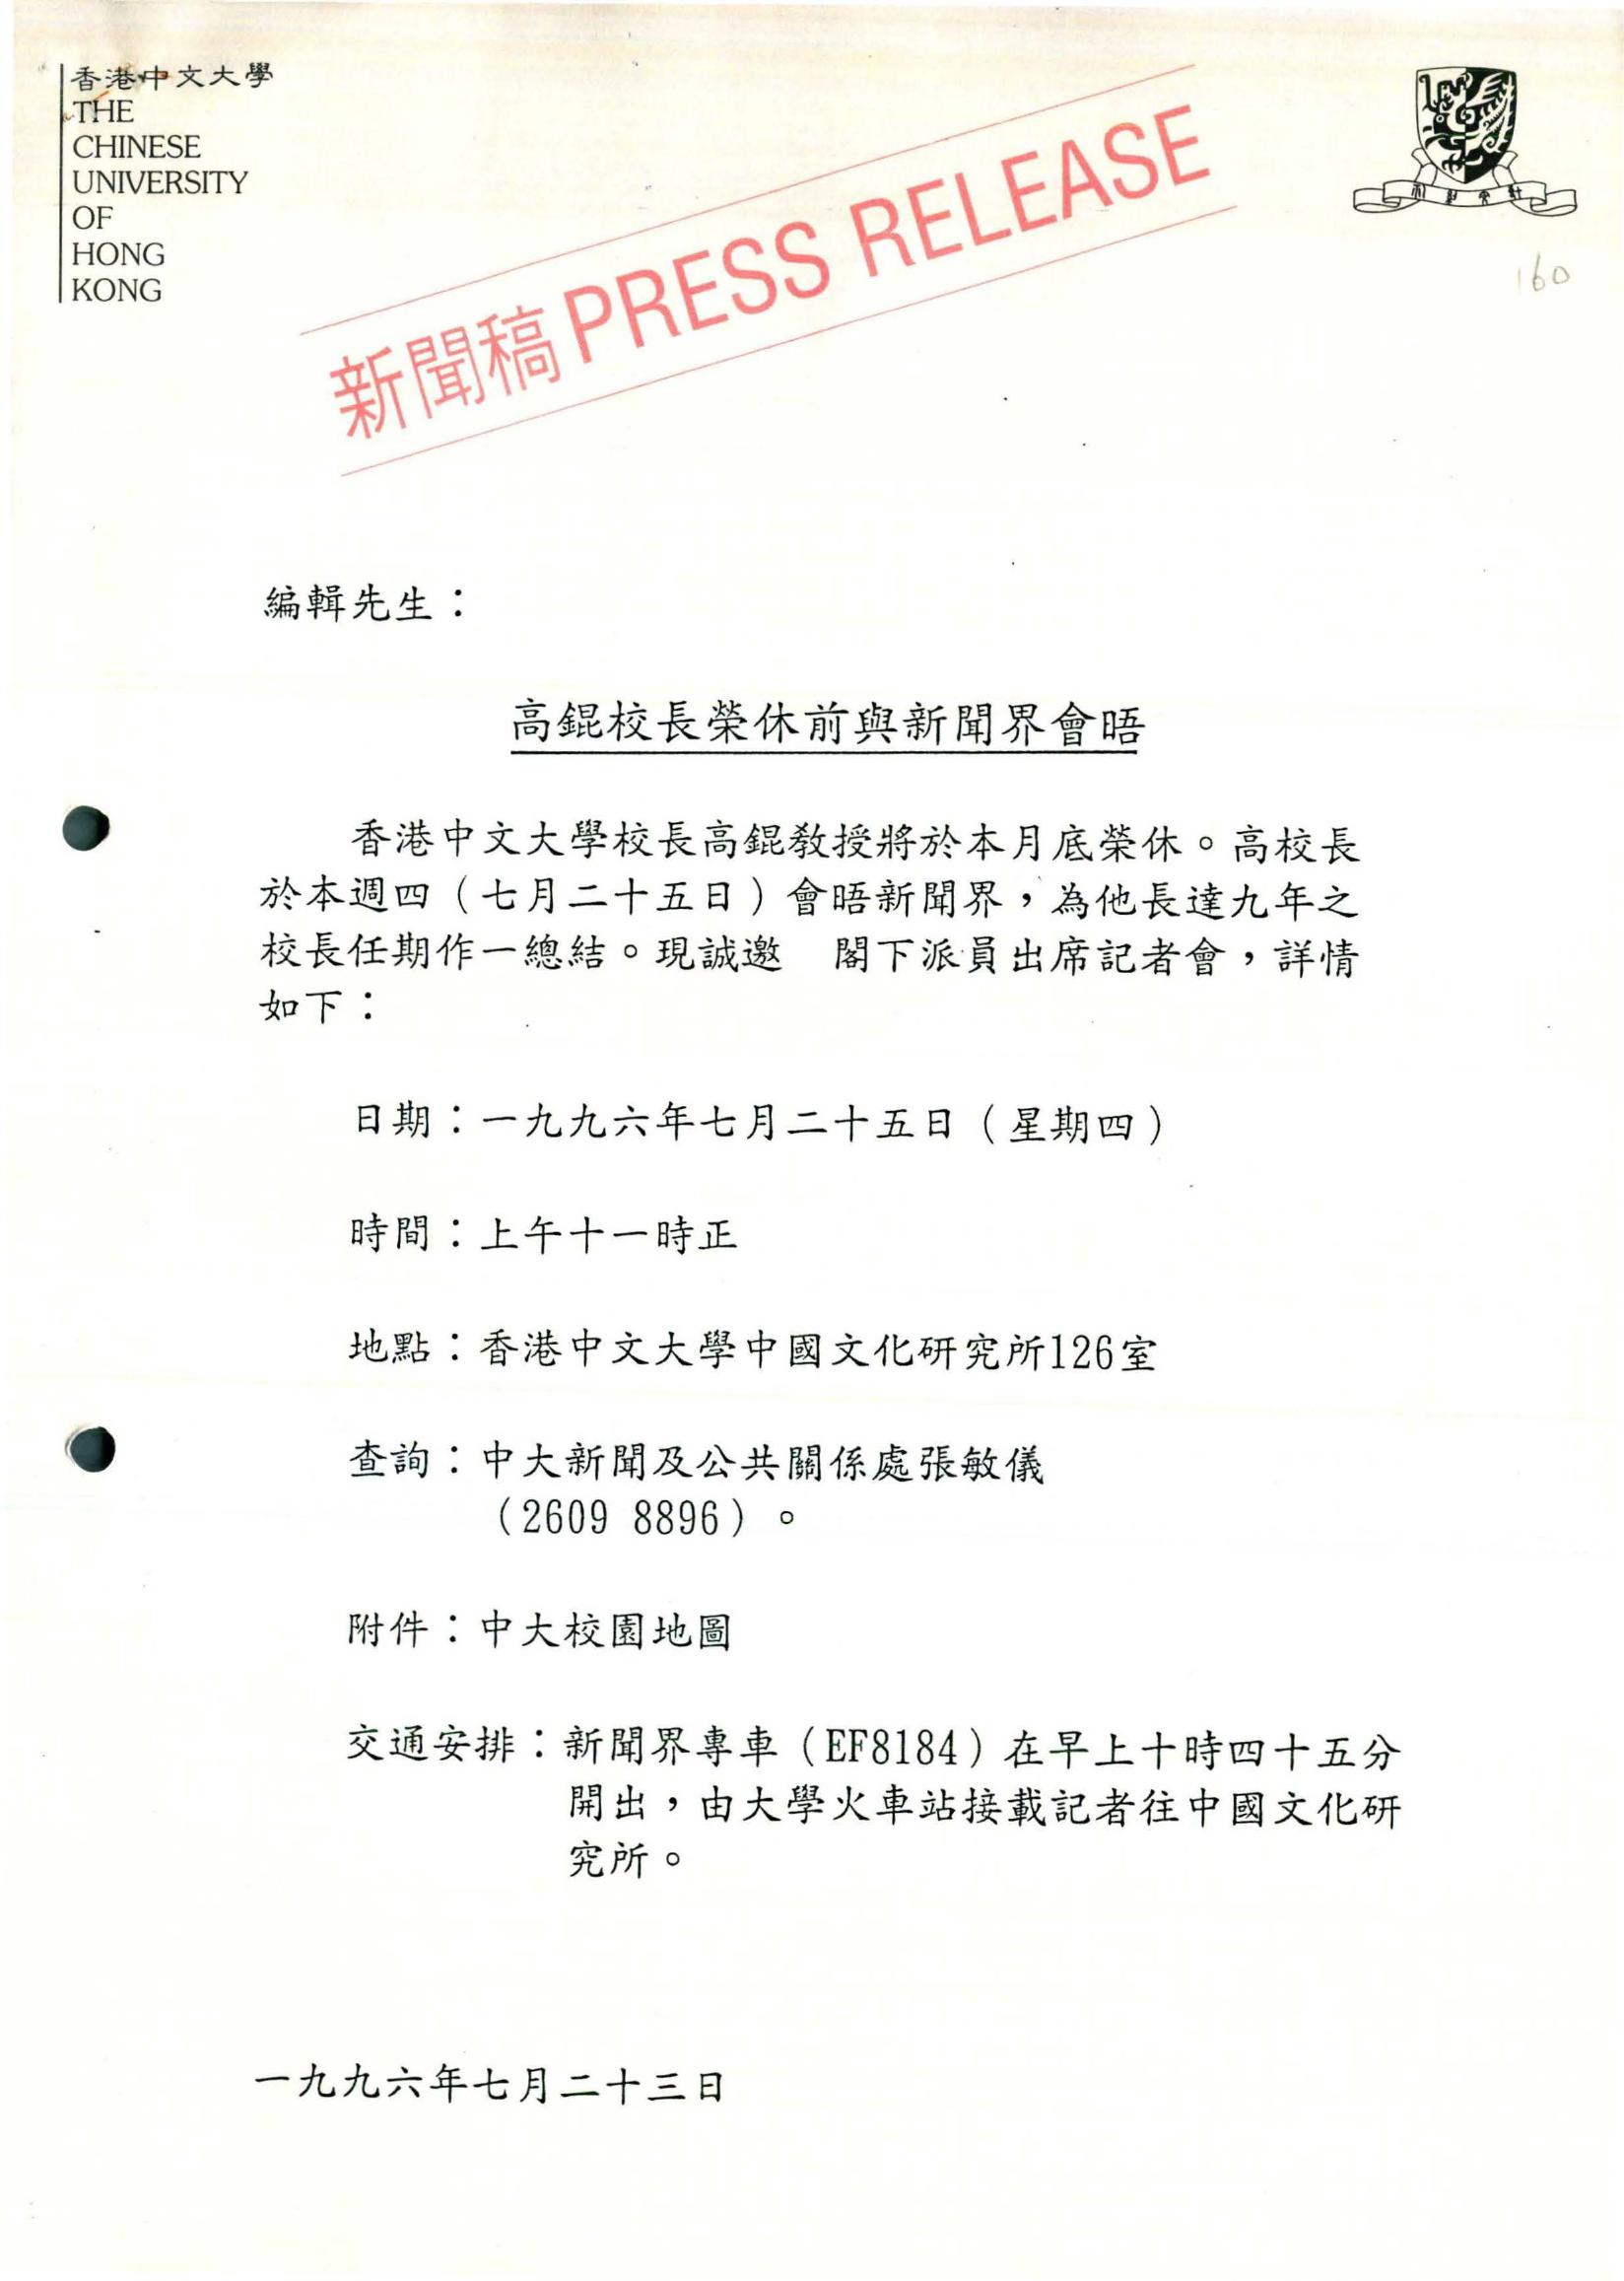 香港中文大學
THE
CHINESE
UNIVERSITY
OF
HONG
KONG
新聞稿 PRESS RELEASE
160
編輯先生：
高錕校長榮休前與新聞界會晤
香港中文大學校長高錕教授將於本月底榮休。高校長
於本週四（七月二十五日）會晤新聞界，為他長達九年之
校長任期作一總結。現誠邀　閣下派員出席記者會，詳情
如下：
日期：一九九六年七月二十五日（星期四）
時間：上午十一時正
地點：香港中文大學中國文化研究所126室
查詢：中大新聞及公共關係處張敏儀
（2609 8896）。
附件：中大校園地圖
交通安排：新聞界專車（EF8184）在早上十時四十五分
開出，由大學火車站接載記者往中國文化研
究所。
一九九六年七月二十三日